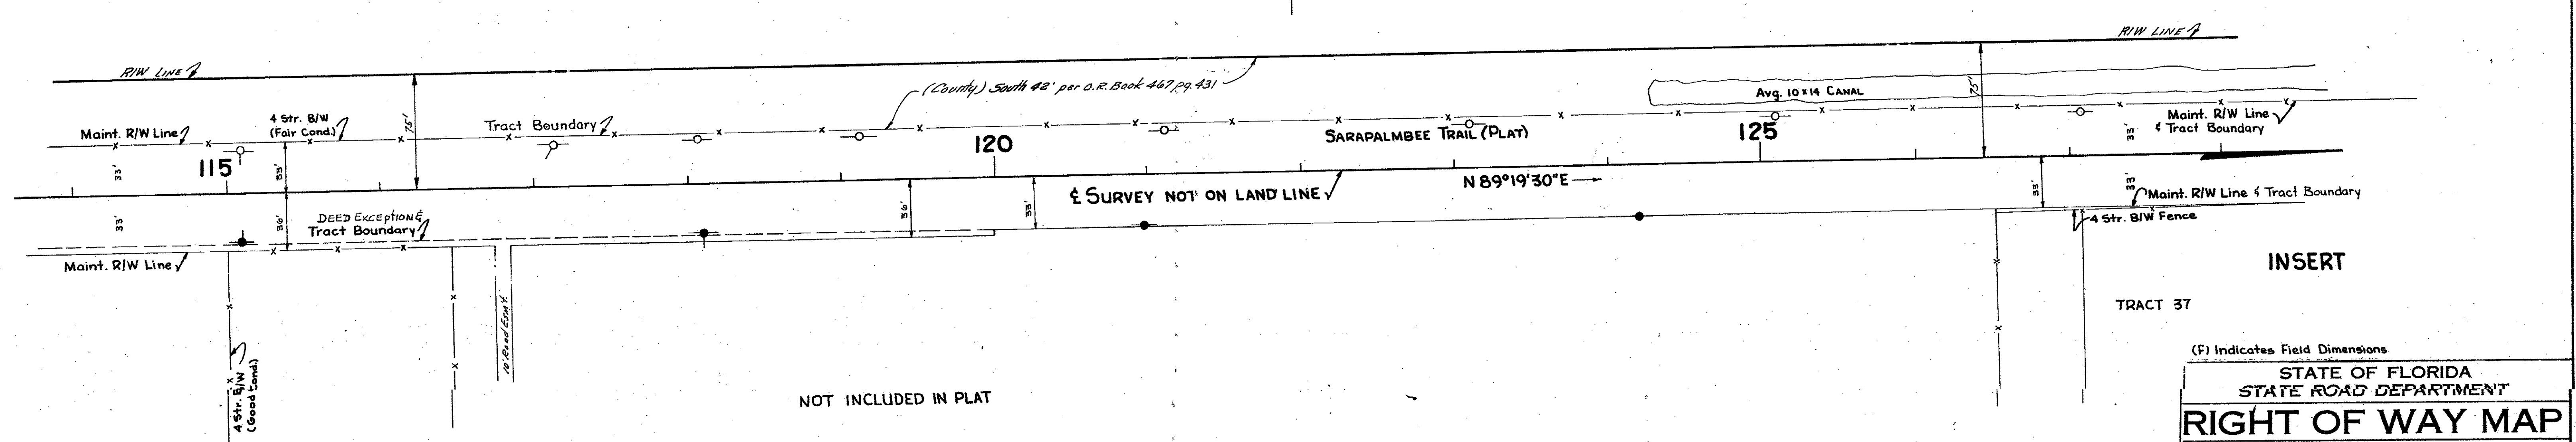 R/W LINE
R/W LINE
(County) South 42' per O.R. Book 467 pg. 431
75'
75'
Avg. 10 x 14 CANAL
Maint. R/W Line
4 Str. B/W
(Fair Cond.)
Tract Boundary
SARAPALMBEE TRAIL (PLAT)
Maint. R/W Line
& Tract Boundary
33'
115
33'
120
125
33'
℄ SURVEY NOT ON LAND LINE
N 89°19'30"E
33'
DEED EXCEPTION &
Tract Boundary
36'
36'
33'
33'
33'
Maint. R/W Line & Tract Boundary
4 Str. B/W Fence
Maint. R/W Line
INSERT
TRACT 37
10' Road Esm't.
4 Str. B/W
(Good Cond.)
NOT INCLUDED IN PLAT
(F) Indicates Field Dimensions
STATE OF FLORIDA
STATE ROAD DEPARTMENT
RIGHT OF WAY MAP